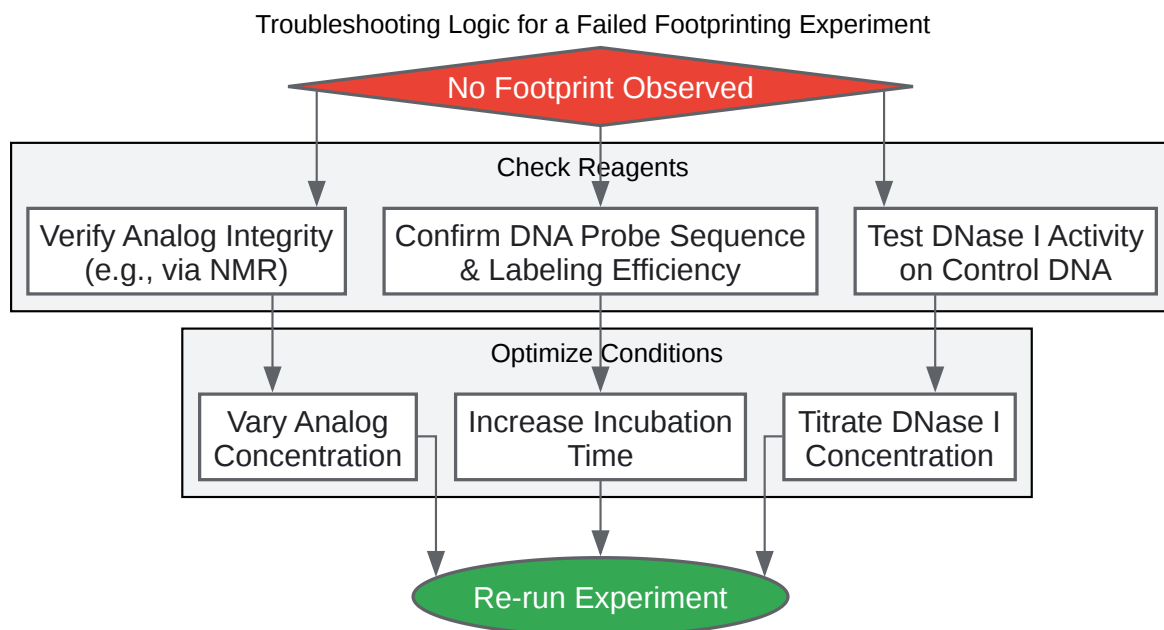 Troubleshooting Logic for a Failed Footprinting Experiment
No Footprint Observed
Check Reagents
Verify Analog Integrity
(e.g., via NMR)
Confirm DNA Probe Sequence
& Labeling Efficiency
Test DNase I Activity
on Control DNA
Optimize Conditions
Vary Analog
Concentration
Increase Incubation
Time
Titrate DNase I
Concentration
Re-run Experiment